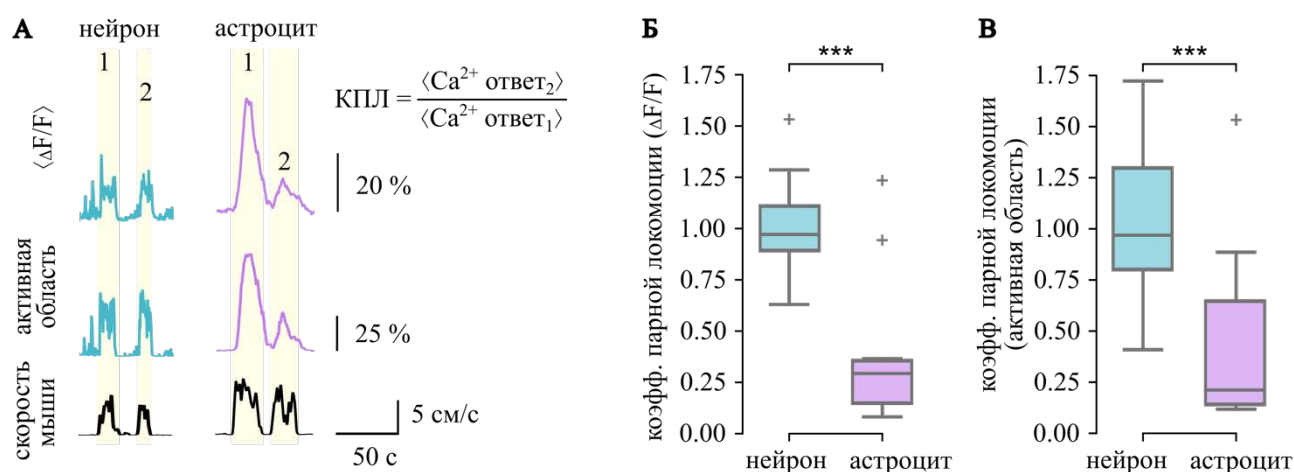 А
нейрон
астроцит
1
2
1
2
⟨ΔF/F⟩
20 %
КПЛ = ⟨Ca²⁺ ответ₂⟩ / ⟨Ca²⁺ ответ₁⟩
активная
область
25 %
скорость
мыши
5 см/с
50 с
Б
***
коэфф. парной локомоции (ΔF/F)
1.75
1.50
1.25
1.00
0.75
0.50
0.25
0.00
нейрон
астроцит
В
***
коэфф. парной локомоции
(активная область)
1.75
1.50
1.25
1.00
0.75
0.50
0.25
0.00
нейрон
астроцит